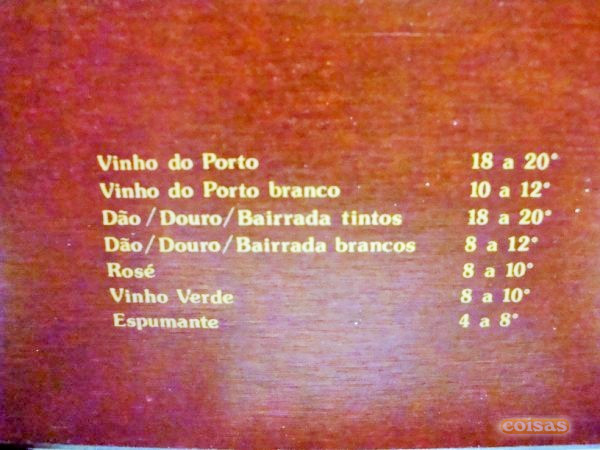 Vinho do Porto 18 a 20°
Vinho do Porto branco 10 a 12°
Dão/Douro/Bairrada tintos 18 a 20°
Dão/Douro/Bairrada brancos 8 a 12°
Rosé 8 a 10°
Vinho Verde 8 a 10°
Espumante 4 a 8°
coisas